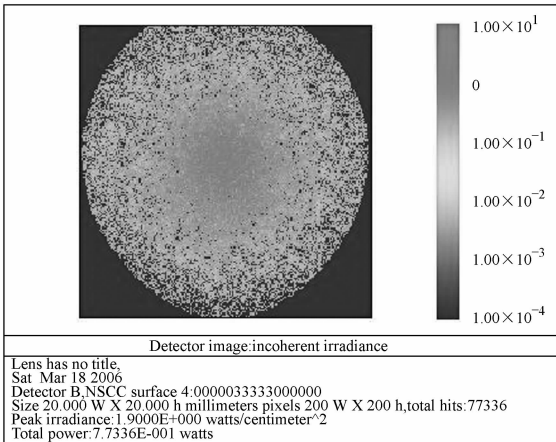 1.00×10^1
0
1.00×10^-1
1.00×10^-2
1.00×10^-3
1.00×10^-4
Detector image:incoherent irradiance
Lens has no title,
Sat Mar 18 2006
Detector B,NSCC surface 4:0000033333000000
Size 20.000 W X 20.000 h millimeters pixels 200 W X 200 h,total hits:77336
Peak irradiance:1.9000E+000 watts/centimeter^2
Total power:7.7336E-001 watts